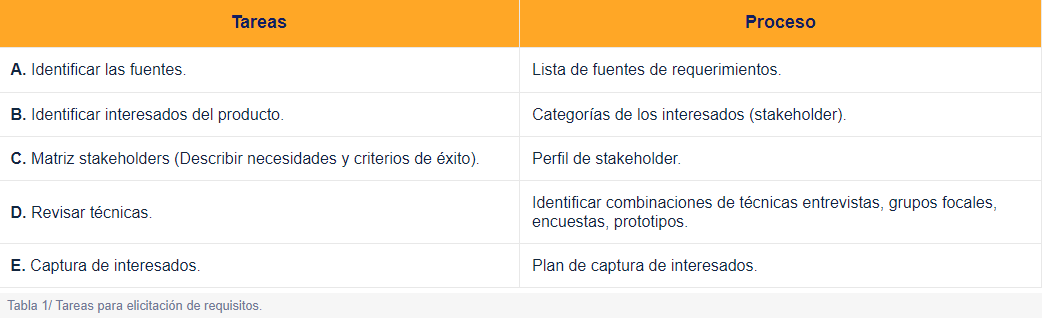 Tareas
Proceso
A. Identificar las fuentes.
Lista de fuentes de requerimientos.
B. Identificar interesados del producto.
Categorías de los interesados (stakeholder).
C. Matriz stakeholders (Describir necesidades y criterios de éxito).
Perfil de stakeholder.
D. Revisar técnicas.
Identificar combinaciones de técnicas entrevistas, grupos focales,
encuestas, prototipos.
E. Captura de interesados.
Plan de captura de interesados.
Tabla 1/ Tareas para elicitación de requisitos.